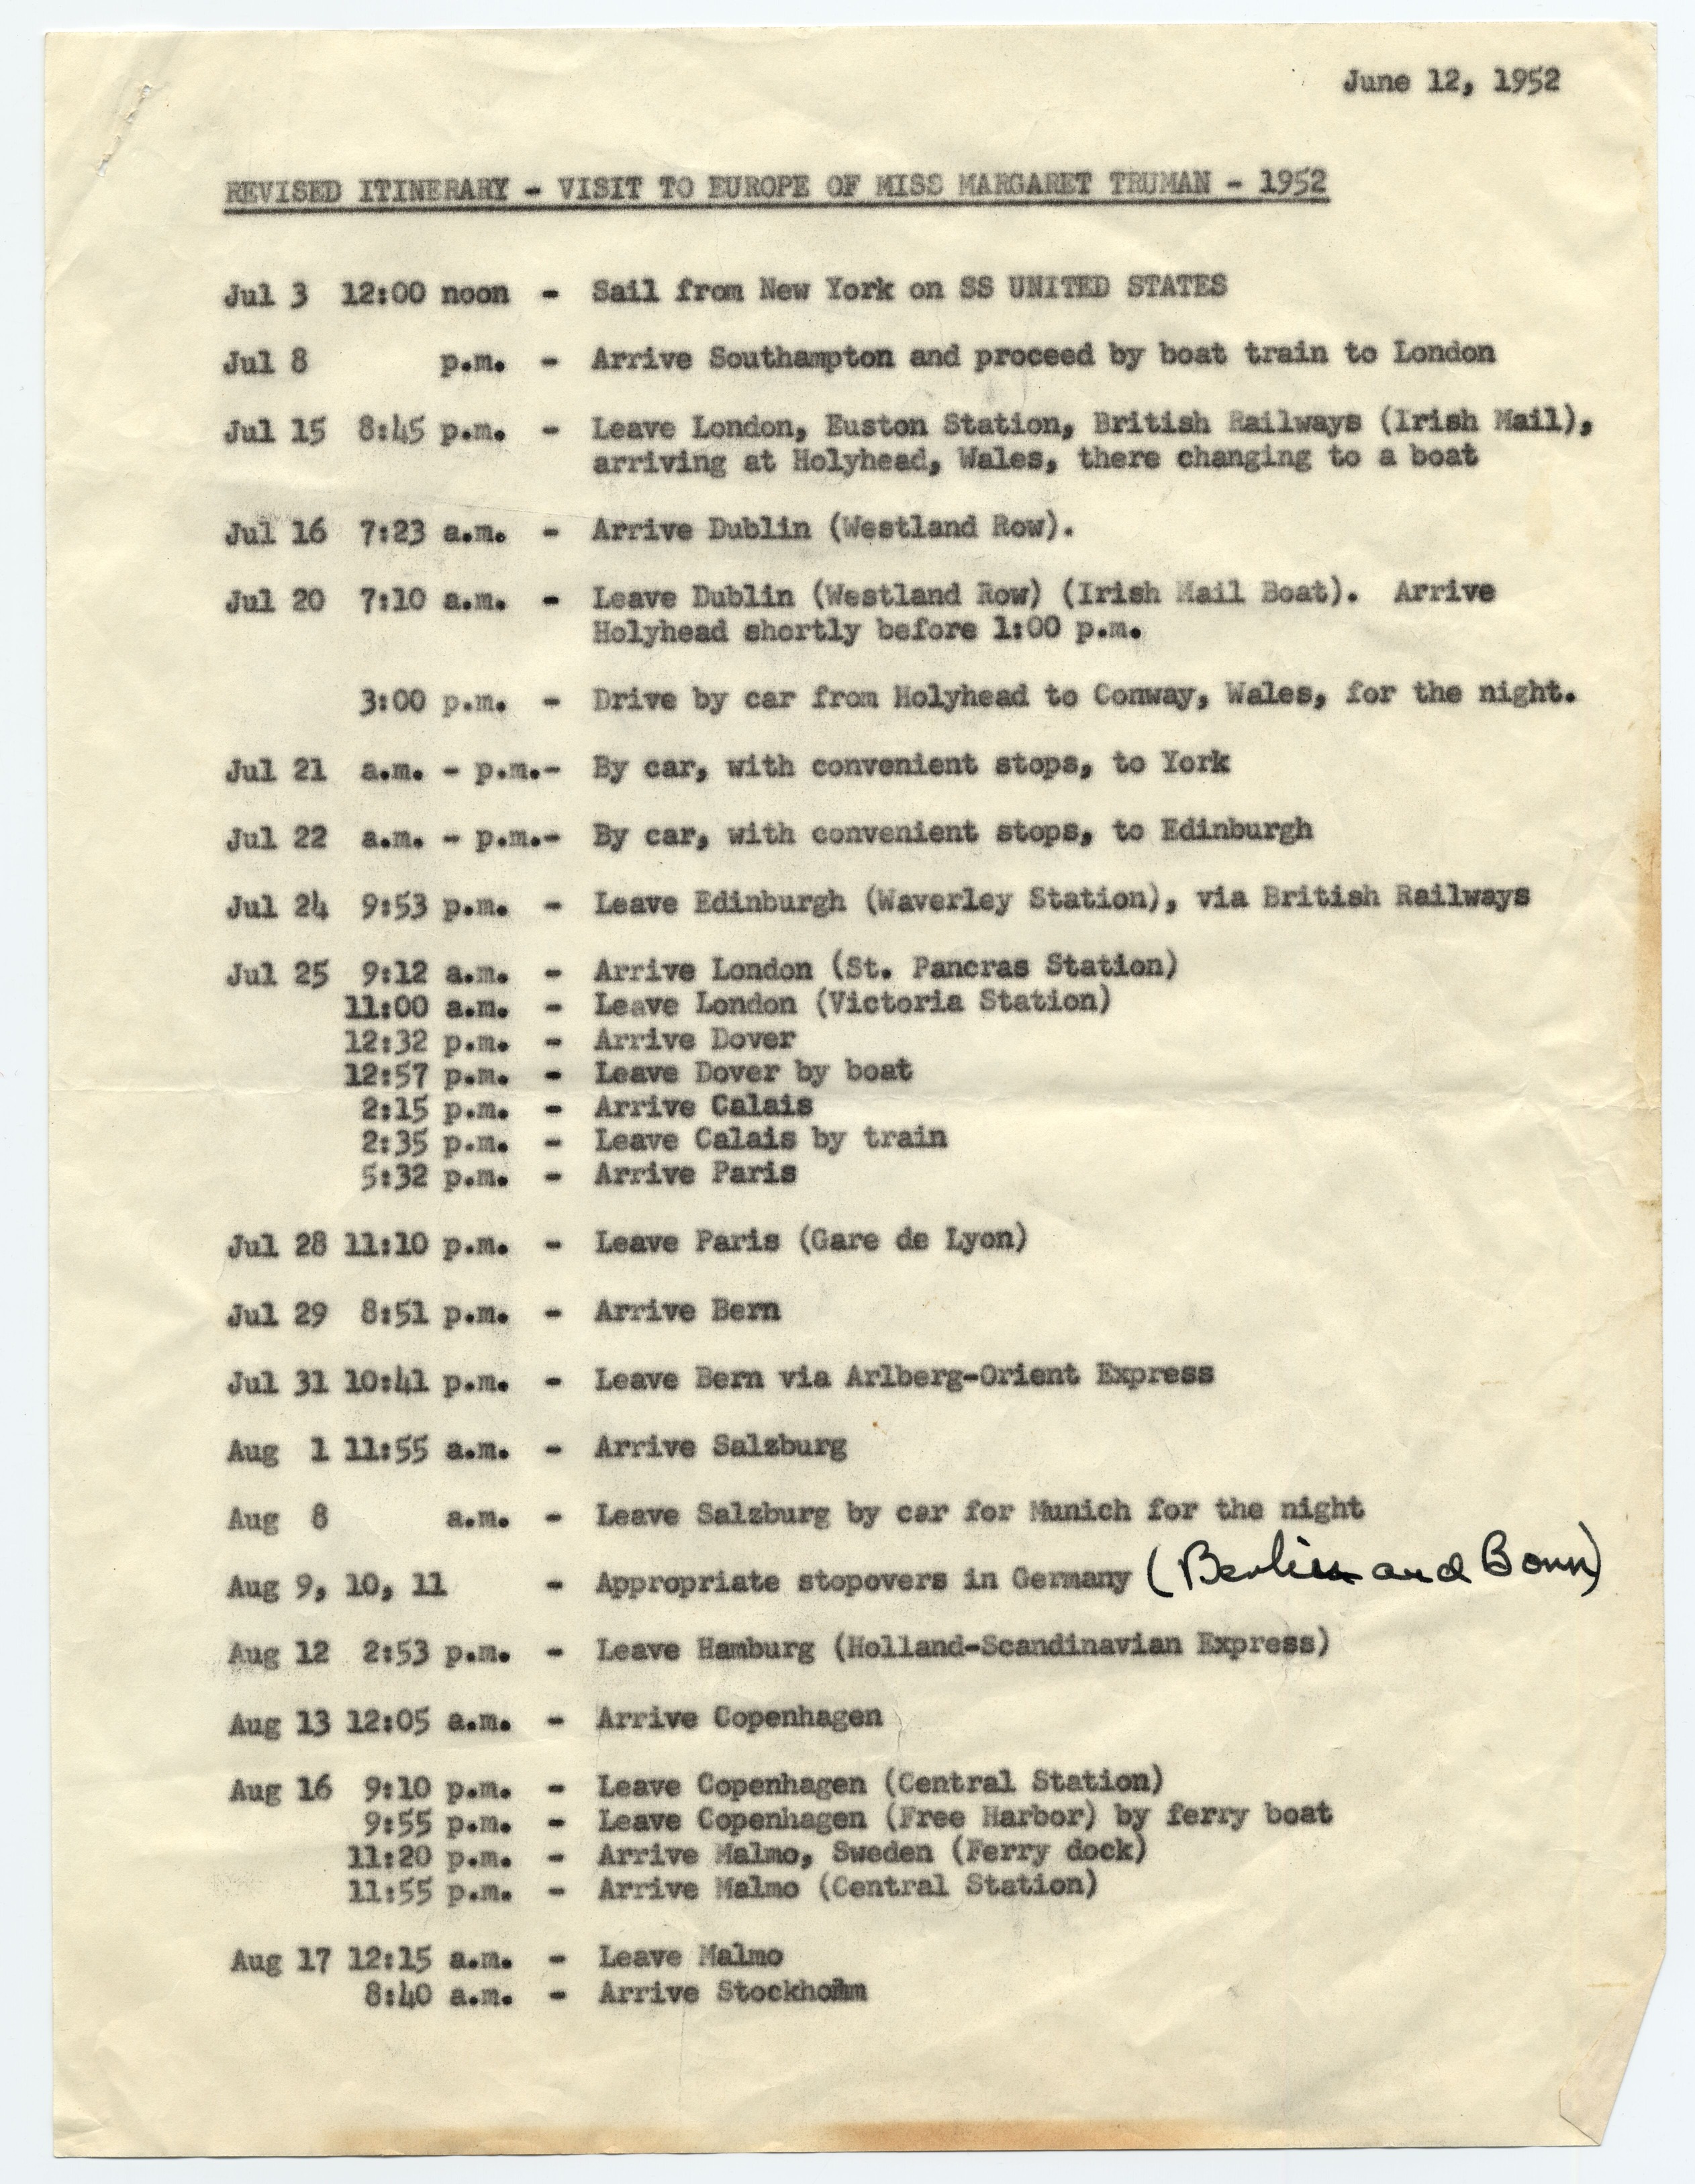 June 12, 1952
REVISED ITINERARY - VISIT TO EUROPE OF MISS MARGARET TRUMAN - 1952
Jul 3 12:00 noon - Sail from New York on SS UNITED STATES
Jul 8 p.m. - Arrive Southampton and proceed by boat train to London
Jul 15 8:45 p.m. - Leave London, Euston Station, British Railways (Irish Mail),
arriving at Holyhead, Wales, there changing to a boat
Jul 16 7:23 a.m. - Arrive Dublin (Westland Row).
Jul 20 7:10 a.m. - Leave Dublin (Westland Row) (Irish Mail Boat). Arrive
Holyhead shortly before 1:00 p.m.
3:00 p.m. - Drive by car from Holyhead to Conway, Wales, for the night.
Jul 21 a.m. - p.m.- By car, with convenient stops, to York
Jul 22 a.m. - p.m.- By car, with convenient stops, to Edinburgh
Jul 24 9:53 p.m. - Leave Edinburgh (Waverley Station), via British Railways
Jul 25 9:12 a.m. - Arrive London (St. Pancras Station)
11:00 a.m. - Leave London (Victoria Station)
12:32 p.m. - Arrive Dover
12:57 p.m. - Leave Dover by boat
2:15 p.m. - Arrive Calais
2:35 p.m. - Leave Calais by train
5:32 p.m. - Arrive Paris
Jul 28 11:10 p.m. - Leave Paris (Gare de Lyon)
Jul 29 8:51 p.m. - Arrive Bern
Jul 31 10:41 p.m. - Leave Bern via Arlberg-Orient Express
Aug 1 11:55 a.m. - Arrive Salzburg
Aug 8 a.m. - Leave Salzburg by car for Munich for the night
Aug 9, 10, 11 - Appropriate stopovers in Germany (Berlin and Bonn)
Aug 12 2:53 p.m. - Leave Hamburg (Holland-Scandinavian Express)
Aug 13 12:05 a.m. - Arrive Copenhagen
Aug 16 9:10 p.m. - Leave Copenhagen (Central Station)
9:55 p.m. - Leave Copenhagen (Free Harbor) by ferry boat
11:20 p.m. - Arrive Malmo, Sweden (Ferry dock)
11:55 p.m. - Arrive Malmo (Central Station)
Aug 17 12:15 a.m. - Leave Malmo
8:40 a.m. - Arrive Stockholm